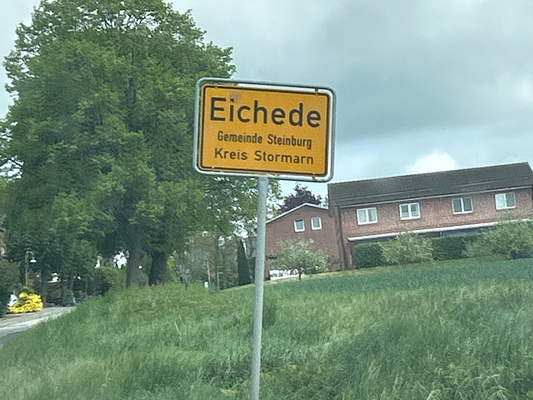 Eichede
Gemeinde Steinburg
Kreis Stormarn